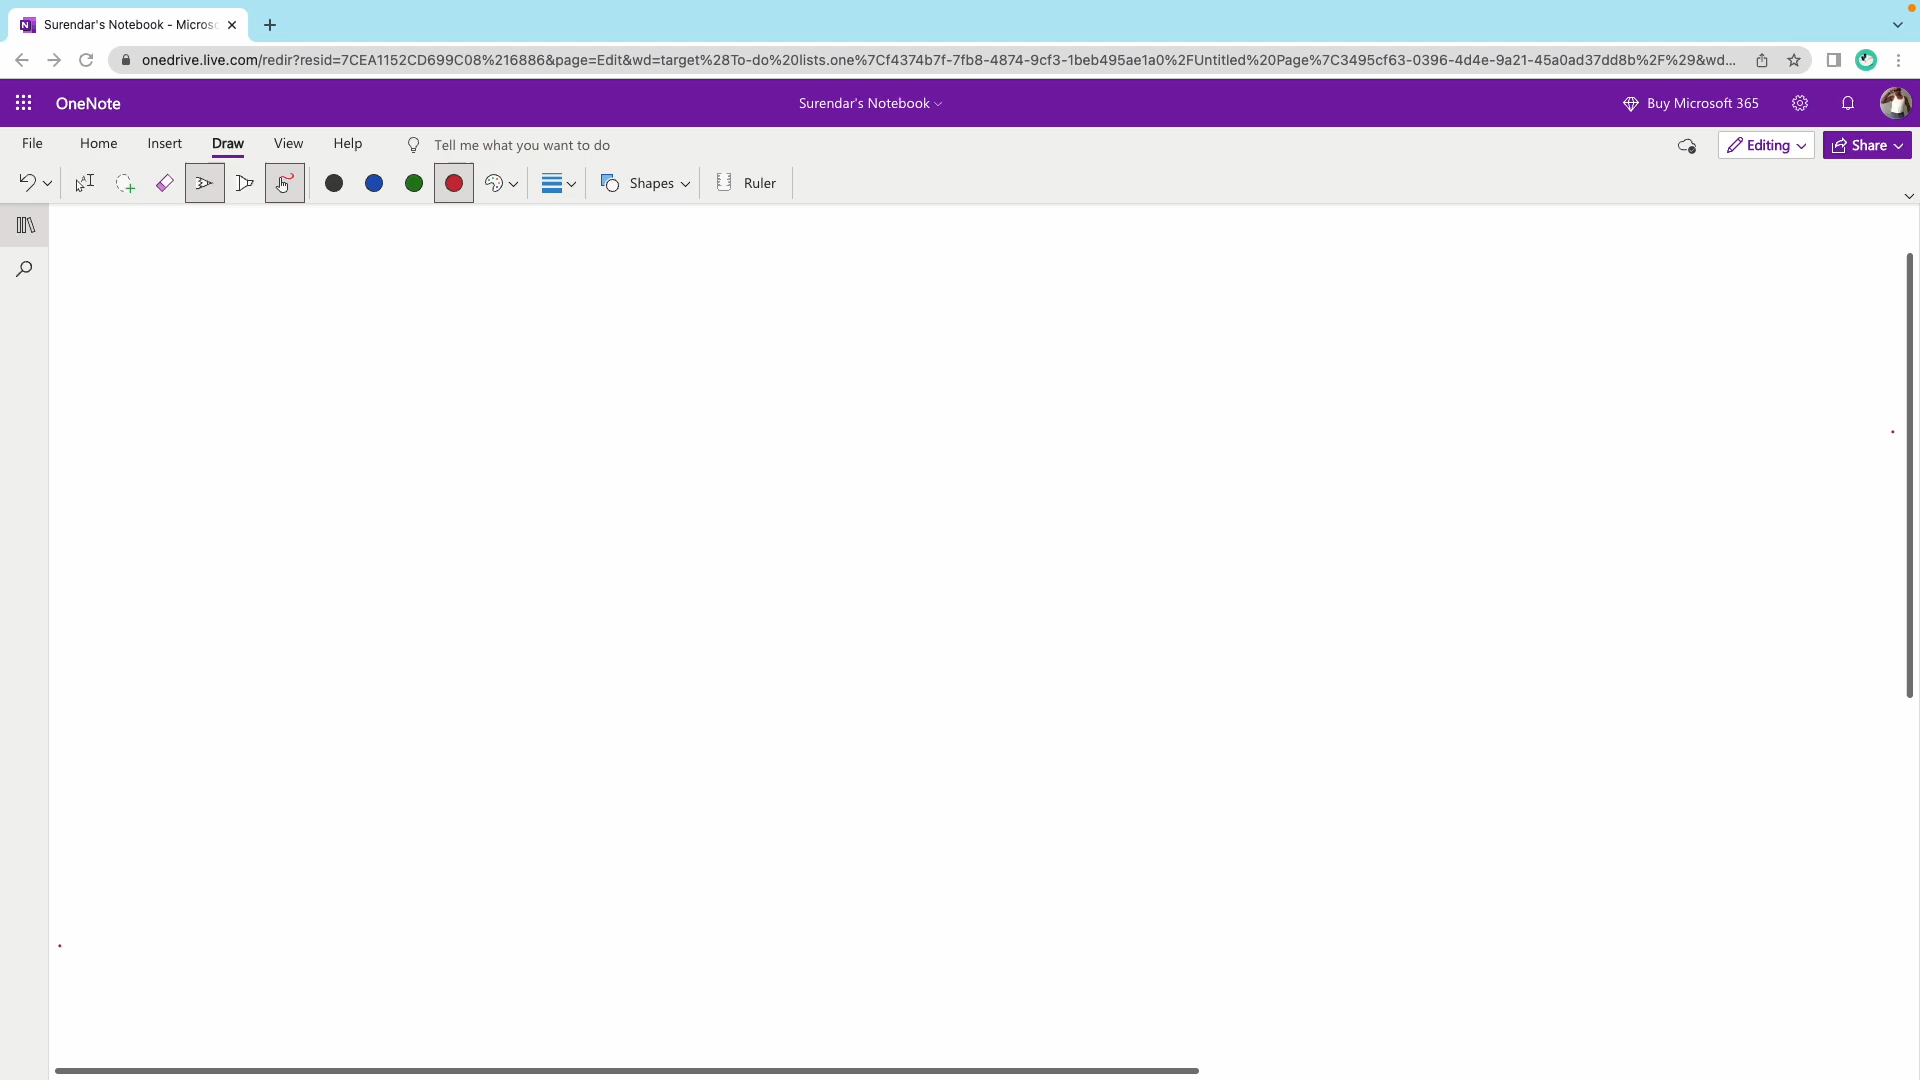 Surendar's Notebook - Micros
onedrive.live.com/redir?resid=7CEA1152CD699C08%216886&page=Edit&wd=target%28To-do%20lists.one%7Cf4374b7f-7fb8-4874-9cf3-1beb495ae1a0%2FUntitled%20Page%7C3495cf63-0396-4d4e-9a21-45a0ad37dd8b%2F%29&wd...
OneNote
Surendar's Notebook
Buy Microsoft 365
File Home Insert Draw View Help Tell me what you want to do
Editing
Share
Shapes
Ruler